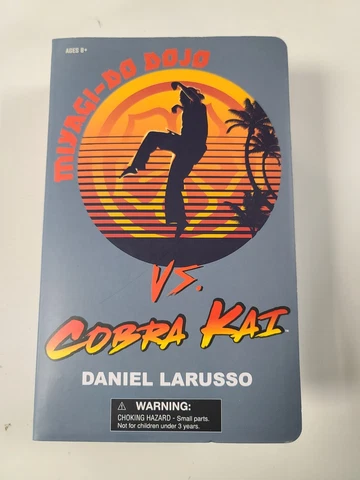 AGES 8+
MIYAGI-DO DOJO
VS.
COBRA KAI™
DANIEL LARUSSO
⚠ WARNING:
CHOKING HAZARD - Small parts.
Not for children under 3 years.